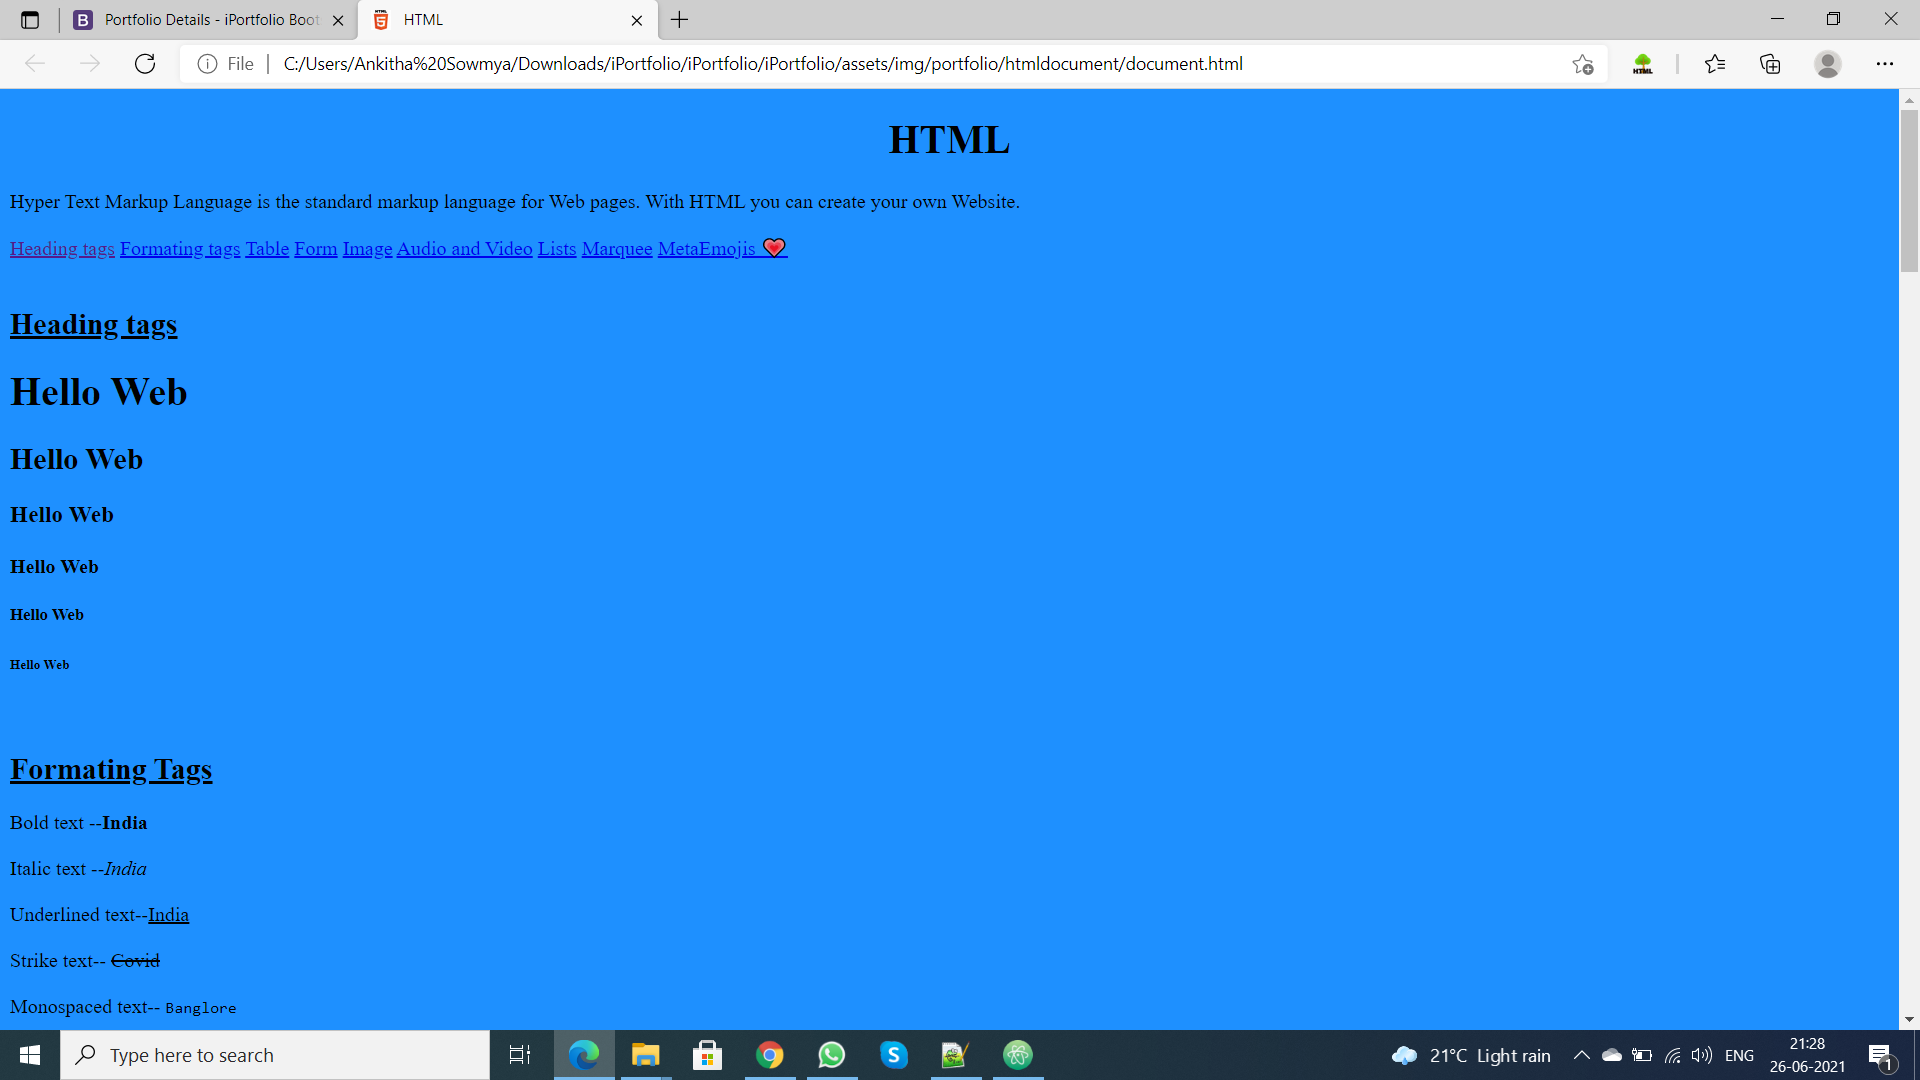 Portfolio Details - iPortfolio Boot
HTML
File
C:/Users/Ankitha%20Sowmya/Downloads/iPortfolio/iPortfolio/iPortfolio/assets/img/portfolio/htmldocument/document.html
HTML
HTML
Hyper Text Markup Language is the standard markup language for Web pages. With HTML you can create your own Website.
Heading tags Formating tags Table Form Image Audio and Video Lists Marquee MetaEmojis 💗
Heading tags
Hello Web
Hello Web
Hello Web
Hello Web
Hello Web
Hello Web
Formating Tags
Bold text --India
Italic text --India
Underlined text--India
Strike text-- Covid
Monospaced text-- Banglore
Type here to search
21°C Light rain
ENG
21:28
26-06-2021
1